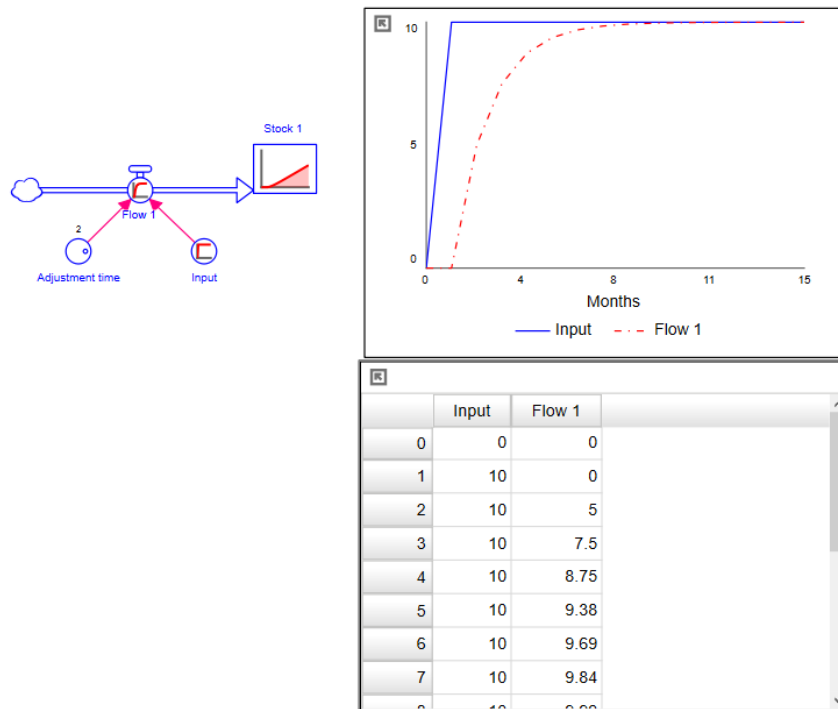 Stock 1
Flow 1
2
Adjustment time
Input
10
5
0
0 4 8 11 15
Months
Input Flow 1
Input Flow 1
0 0 0
1 10 0
2 10 5
3 10 7.5
4 10 8.75
5 10 9.38
6 10 9.69
7 10 9.84